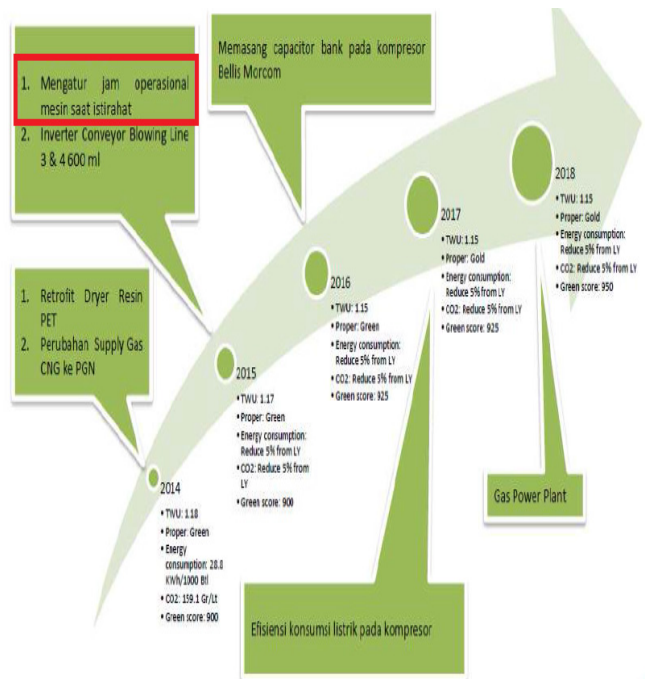 Memasang capacitor bank pada kompresor
Bellis Morcom
1. Mengatur jam operasional
mesin saat istirahat
2. Inverter Conveyor Blowing Line
3 & 4 600 ml
1. Retrofit Dryer Resin
PET
2. Perubahan Supply Gas
CNG ke PGN
2014
• TWU: 1.18
• Proper: Green
• Energy
consumption: 28.8
KWh/1000 Btl
• CO2: 159.1 Gr/Lt
• Green score: 900
2015
• TWU: 1.17
• Proper: Green
• Energy consumption:
Reduce 5% from LY
• CO2: Reduce 5% from
LY
• Green score: 900
2016
• TWU: 1.15
• Proper: Green
• Energy consumption:
Reduce 5% from LY
• CO2: Reduce 5% from LY
• Green score: 925
2017
• TWU: 1.15
• Proper: Gold
• Energy consumption:
Reduce 5% from LY
• CO2: Reduce 5% from LY
• Green score: 925
2018
• TWU: 1.15
• Proper: Gold
• Energy consumption:
Reduce 5% from LY
• CO2: Reduce 5% from LY
• Green score: 950
Gas Power Plant
Efisiensi konsumsi listrik pada kompresor